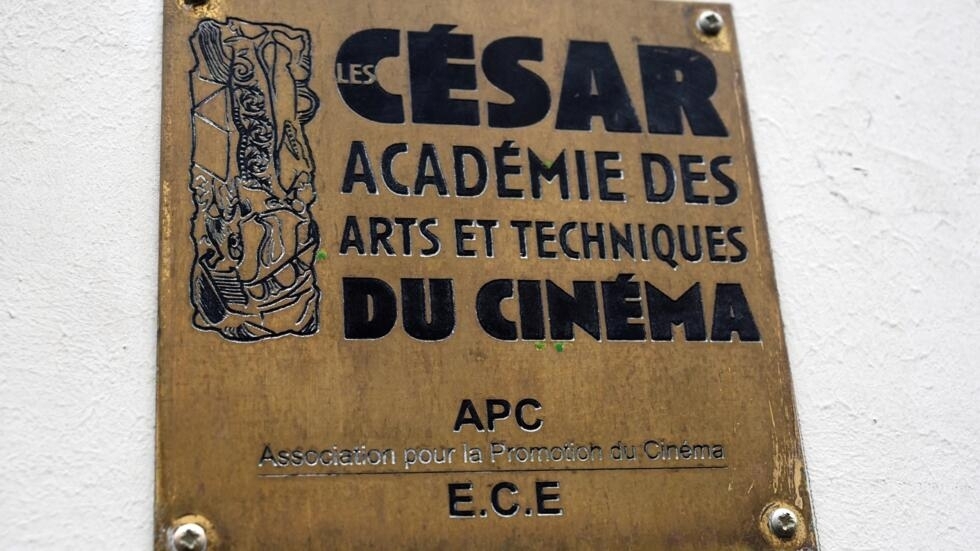 LES CÉSAR
ACADÉMIE DES
ARTS ET TECHNIQUES
DU CINÉMA
APC
Association pour la Promotion du Cinéma
E.C.E